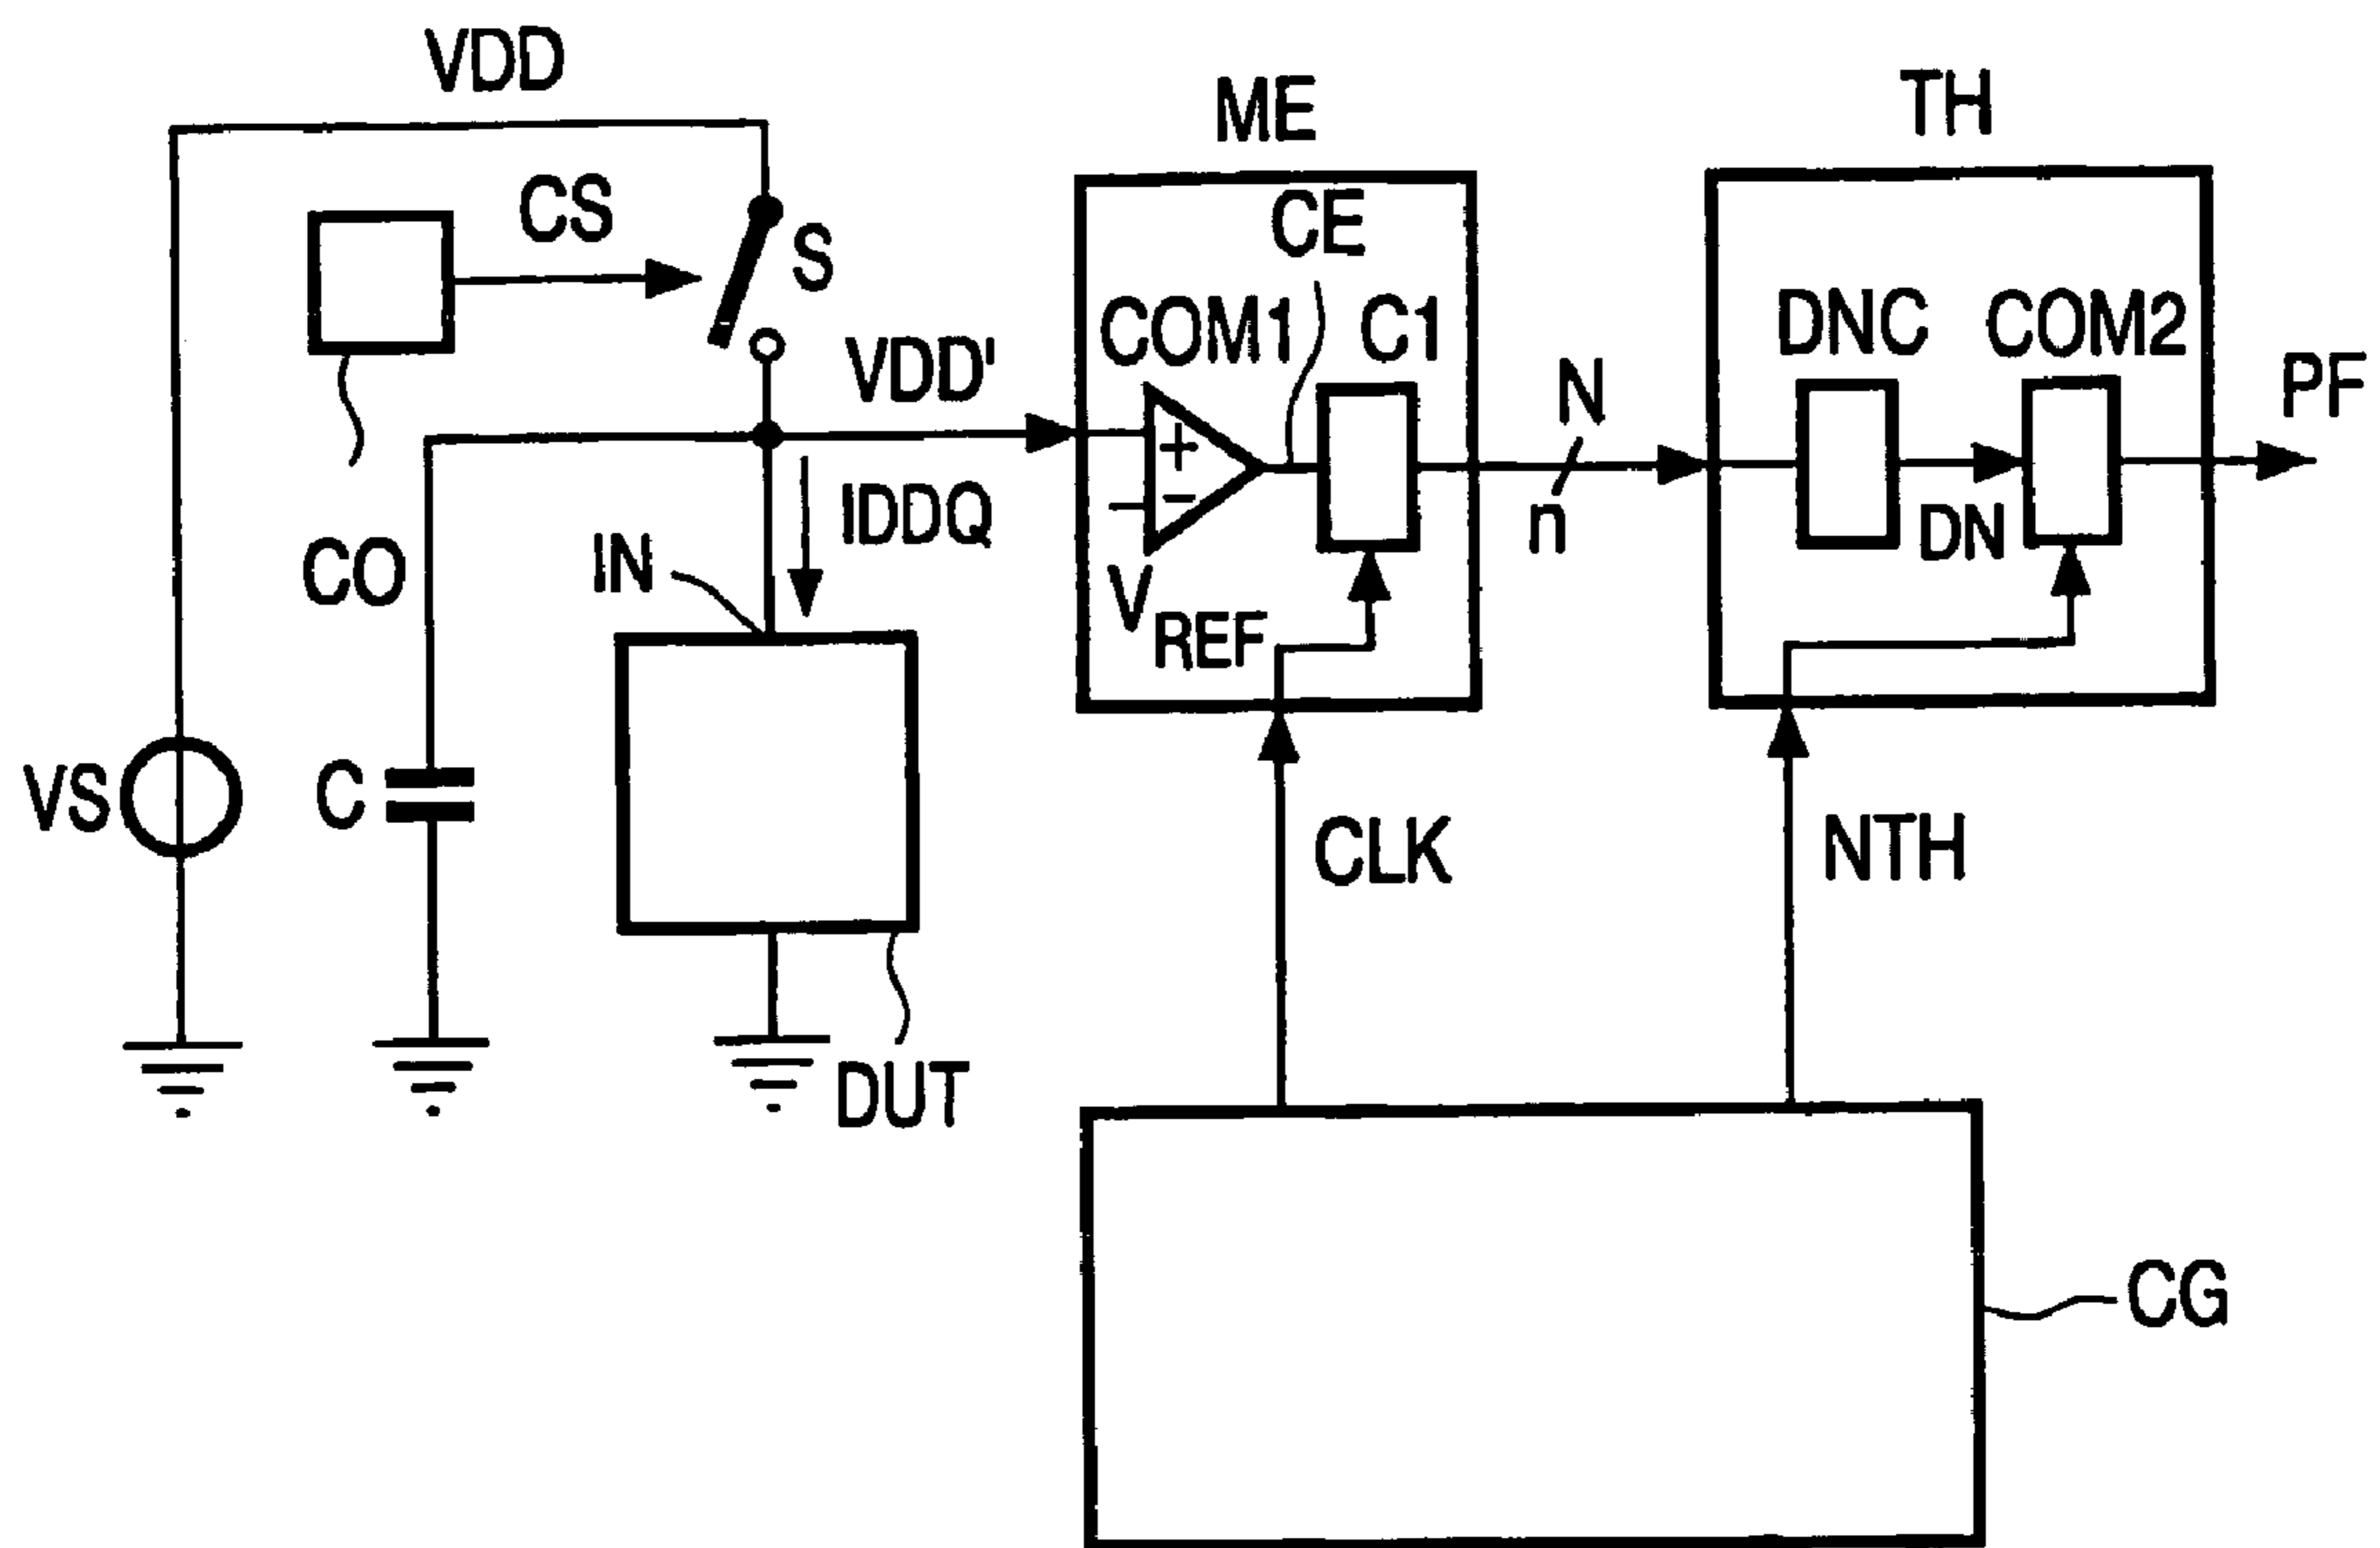 VDD
ME
TH
CS
S
CE
COM1
C1
DNC
COM2
VDD'
N
PF
CO
IN
IDDQ
+
−
VREF
n
DN
VS
C
CLK
NTH
DUT
CG